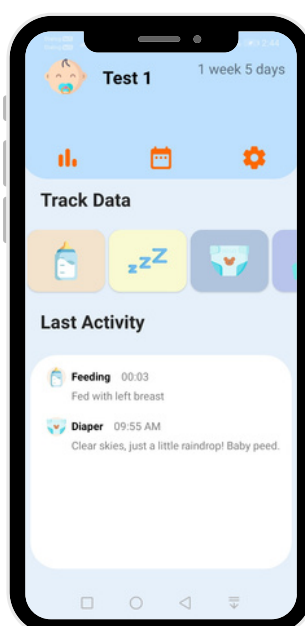 Test 1
1 week 5 days
Track Data
zzZ
Last Activity
Feeding 00:03
Fed with left breast
Diaper 09:55 AM
Clear skies, just a little raindrop! Baby peed.